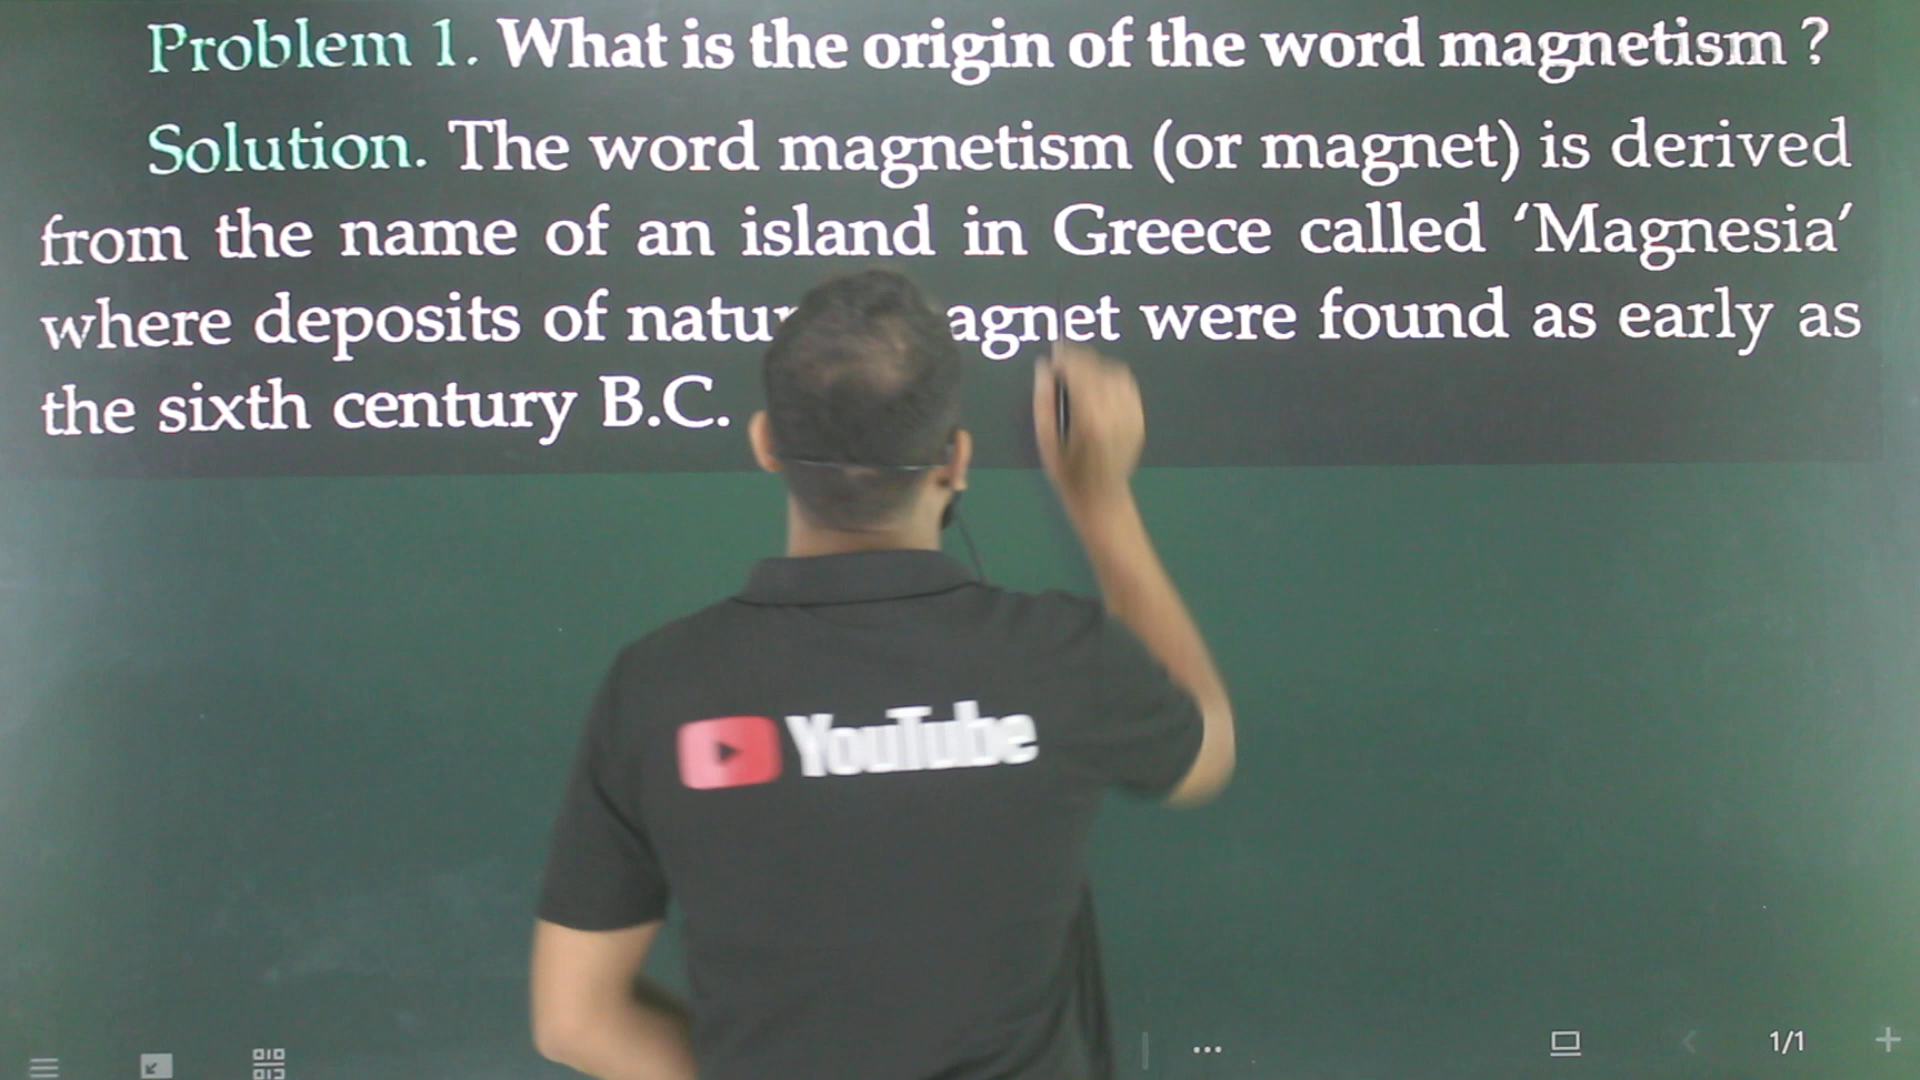 Problem 1. What is the origin of the word magnetism ?
Solution. The word magnetism (or magnet) is derived
from the name of an island in Greece called ‘Magnesia’
where deposits of natur agnet were found as early as
the sixth century B.C.
YouTube
1/1